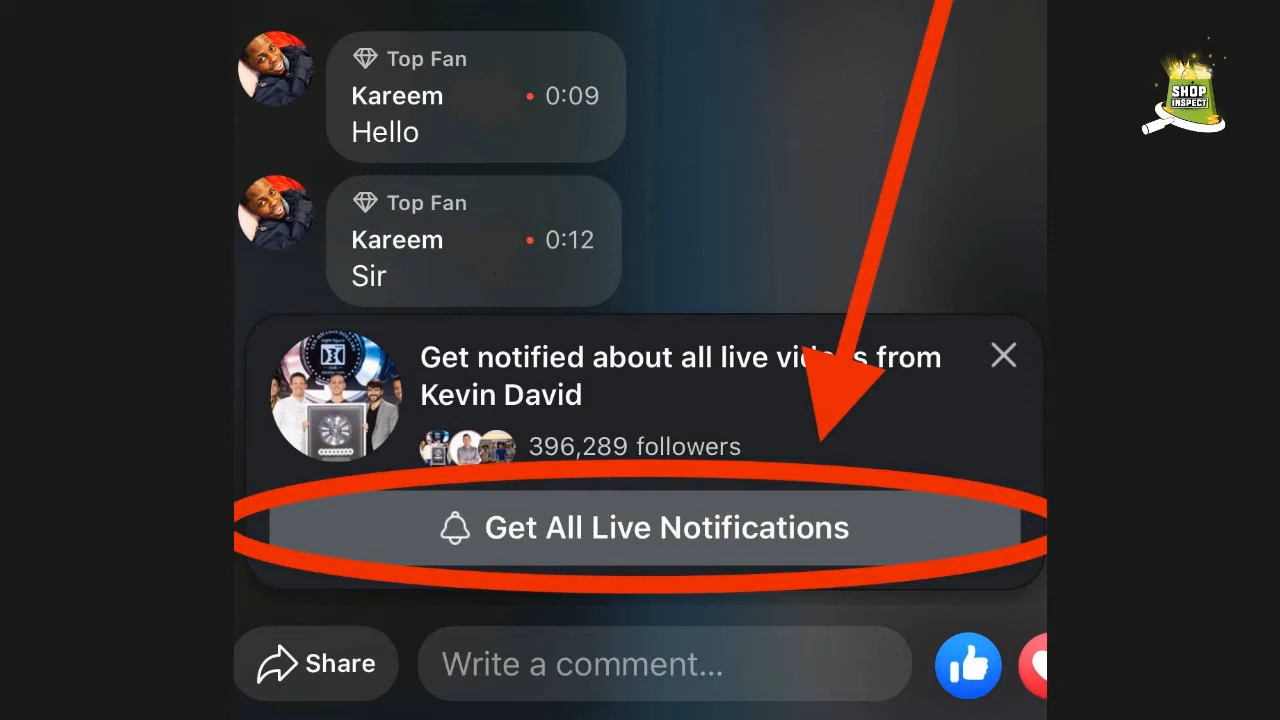 Top Fan
Kareem • 0:09
Hello
Top Fan
Kareem • 0:12
Sir
Get notified about all live videos from
Kevin David
396,289 followers
Get All Live Notifications
Share
Write a comment...
SHOP
INSPECT